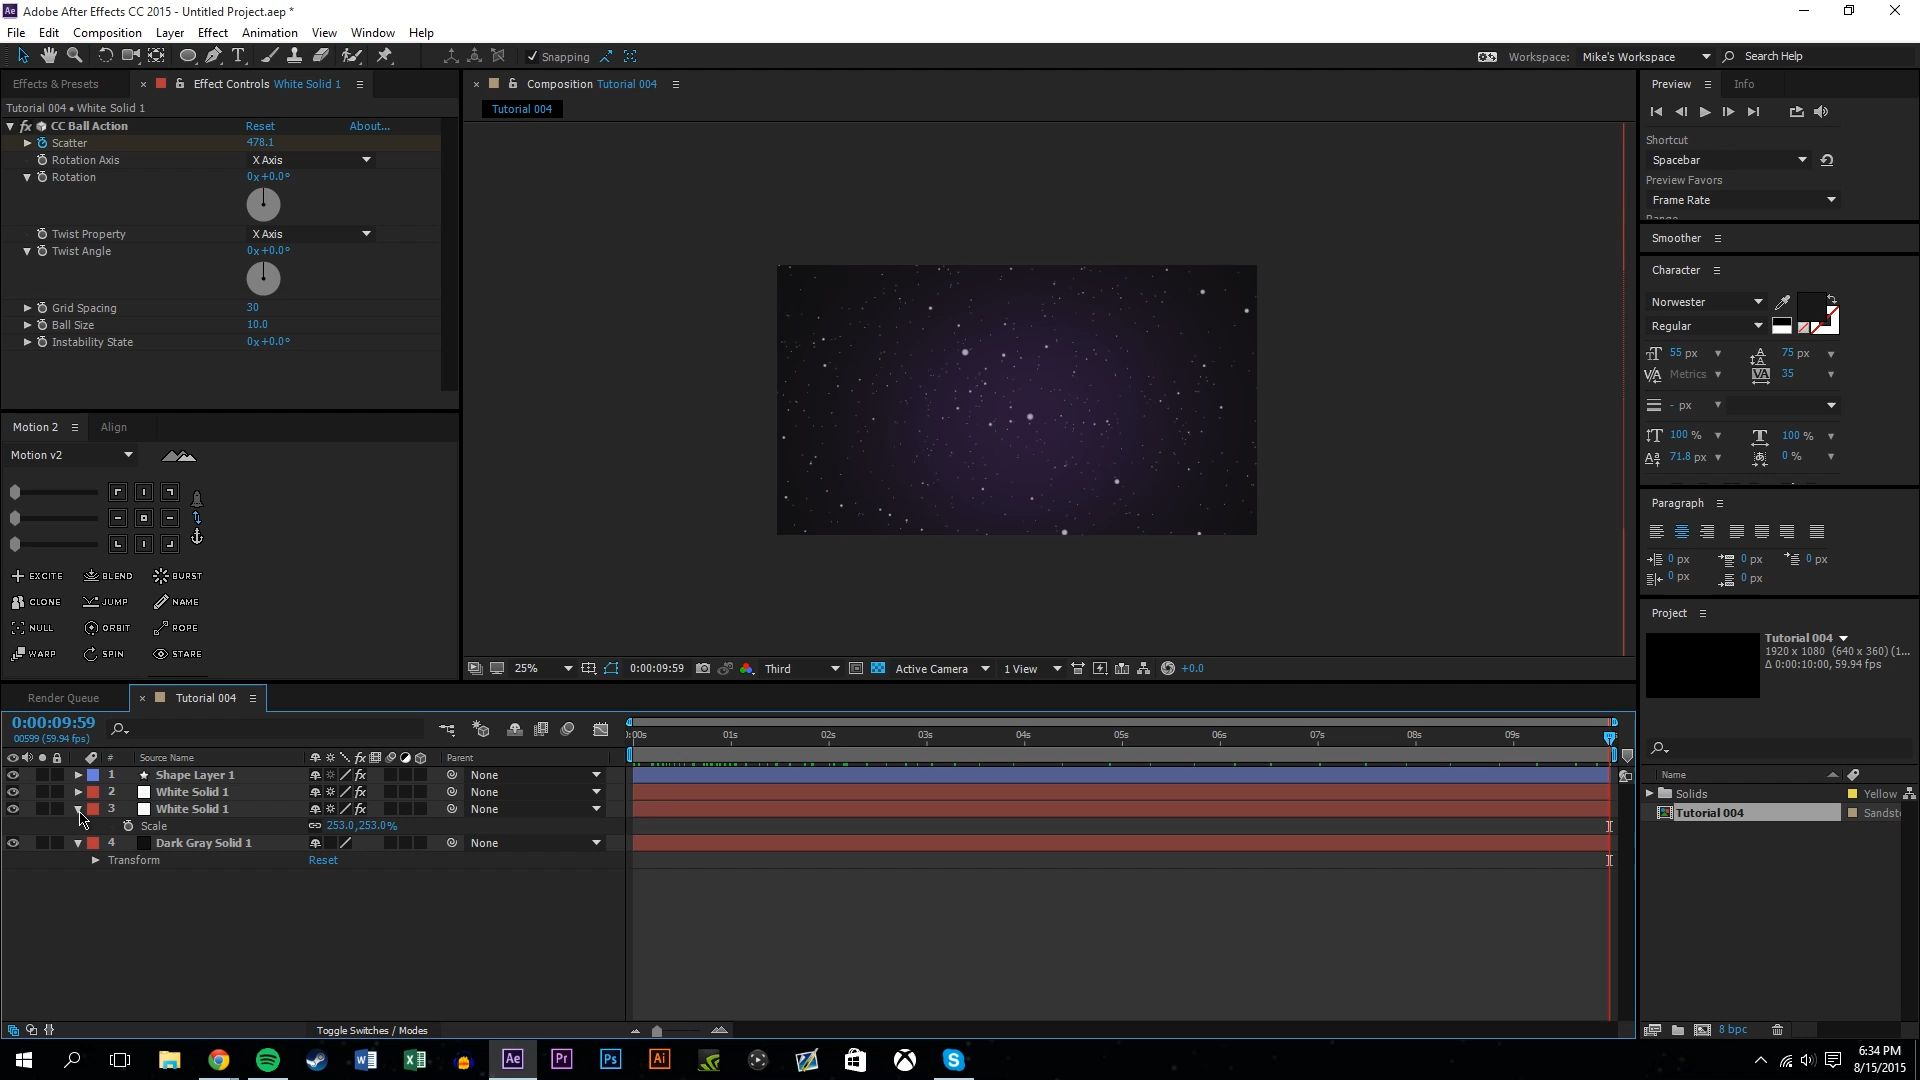 Adobe After Effects CC 2015 - Untitled Project.aep *
File Edit Composition Layer Effect Animation View Window Help
Snapping
Workspace: Mike's Workspace Search Help
Effects & Presets Effect Controls White Solid 1
Tutorial 004 • White Solid 1
fx CC Ball Action Reset About...
Scatter 478.1
Rotation Axis X Axis
Rotation 0x+0.0°
Twist Property X Axis
Twist Angle 0x+0.0°
Grid Spacing 30
Ball Size 10.0
Instability State 0x+0.0°
Motion 2 Align
Motion v2
EXCITE BLEND BURST
CLONE JUMP NAME
NULL ORBIT ROPE
WARP SPIN STARE
Composition Tutorial 004
Tutorial 004
25% 0:00:09:59 Third Active Camera 1 View +0.0
Preview Info
Shortcut
Spacebar
Preview Favors
Frame Rate
Smoother
Character
Norwester
Regular
55 px 75 px
Metrics 35
- px
100 % 100 %
71.8 px 0 %
Paragraph
0 px 0 px 0 px
0 px 0 px
Project
Tutorial 004
1920 x 1080 (640 x 360) (1...
Δ 0:00:10:00, 59.94 fps
Name
Solids Yellow
Tutorial 004 Sandst
8 bpc
Render Queue Tutorial 004
0:00:09:59
00599 (59.94 fps)
# Source Name fx Parent
1 Shape Layer 1 fx None
2 White Solid 1 fx None
3 White Solid 1 fx None
Scale 253.0,253.0%
4 Dark Gray Solid 1 None
Transform Reset
:00s 01s 02s 03s 04s 05s 06s 07s 08s 09s
Toggle Switches / Modes
Ae Pr Ps Ai
6:34 PM
8/15/2015